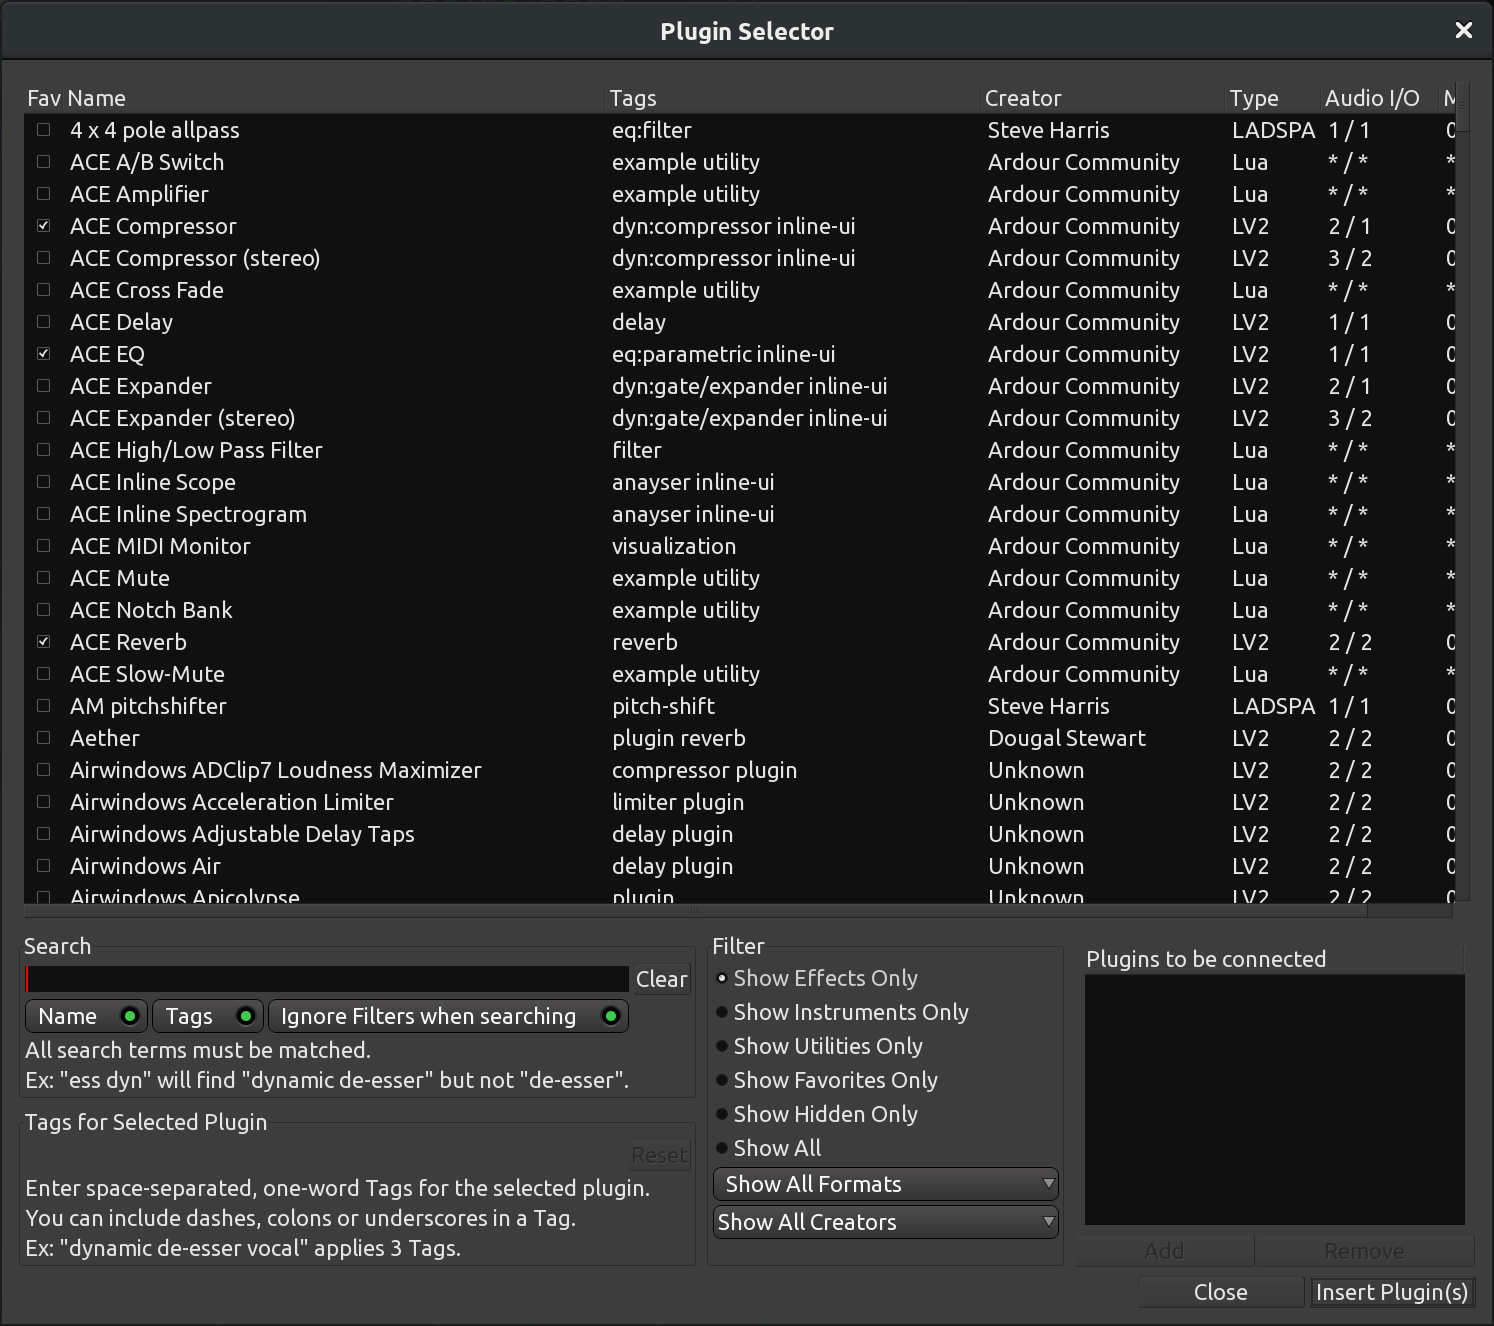 Plugin Selector
Fav Name Tags Creator Type Audio I/O
4 x 4 pole allpass eq:filter Steve Harris LADSPA 1 / 1
ACE A/B Switch example utility Ardour Community Lua * / * *
ACE Amplifier example utility Ardour Community Lua * / * *
ACE Compressor dyn:compressor inline-ui Ardour Community LV2 2 / 1
ACE Compressor (stereo) dyn:compressor inline-ui Ardour Community LV2 3 / 2
ACE Cross Fade example utility Ardour Community Lua * / * *
ACE Delay delay Ardour Community LV2 1 / 1
ACE EQ eq:parametric inline-ui Ardour Community LV2 1 / 1
ACE Expander dyn:gate/expander inline-ui Ardour Community LV2 2 / 1
ACE Expander (stereo) dyn:gate/expander inline-ui Ardour Community LV2 3 / 2
ACE High/Low Pass Filter filter Ardour Community Lua * / * *
ACE Inline Scope anayser inline-ui Ardour Community Lua * / * *
ACE Inline Spectrogram anayser inline-ui Ardour Community Lua * / * *
ACE MIDI Monitor visualization Ardour Community Lua * / * *
ACE Mute example utility Ardour Community Lua * / * *
ACE Notch Bank example utility Ardour Community Lua * / * *
ACE Reverb reverb Ardour Community LV2 2 / 2
ACE Slow-Mute example utility Ardour Community Lua * / * *
AM pitchshifter pitch-shift Steve Harris LADSPA 1 / 1
Aether plugin reverb Dougal Stewart LV2 2 / 2
Airwindows ADClip7 Loudness Maximizer compressor plugin Unknown LV2 2 / 2
Airwindows Acceleration Limiter limiter plugin Unknown LV2 2 / 2
Airwindows Adjustable Delay Taps delay plugin Unknown LV2 2 / 2
Airwindows Air delay plugin Unknown LV2 2 / 2
Airwindows Apicolypse plugin Unknown LV2 2 / 2
Search
Clear
Name Tags Ignore Filters when searching
All search terms must be matched.
Ex: "ess dyn" will find "dynamic de-esser" but not "de-esser".
Tags for Selected Plugin
Reset
Enter space-separated, one-word Tags for the selected plugin.
You can include dashes, colons or underscores in a Tag.
Ex: "dynamic de-esser vocal" applies 3 Tags.
Filter
Show Effects Only
Show Instruments Only
Show Utilities Only
Show Favorites Only
Show Hidden Only
Show All
Show All Formats
Show All Creators
Plugins to be connected
Add Remove
Close Insert Plugin(s)